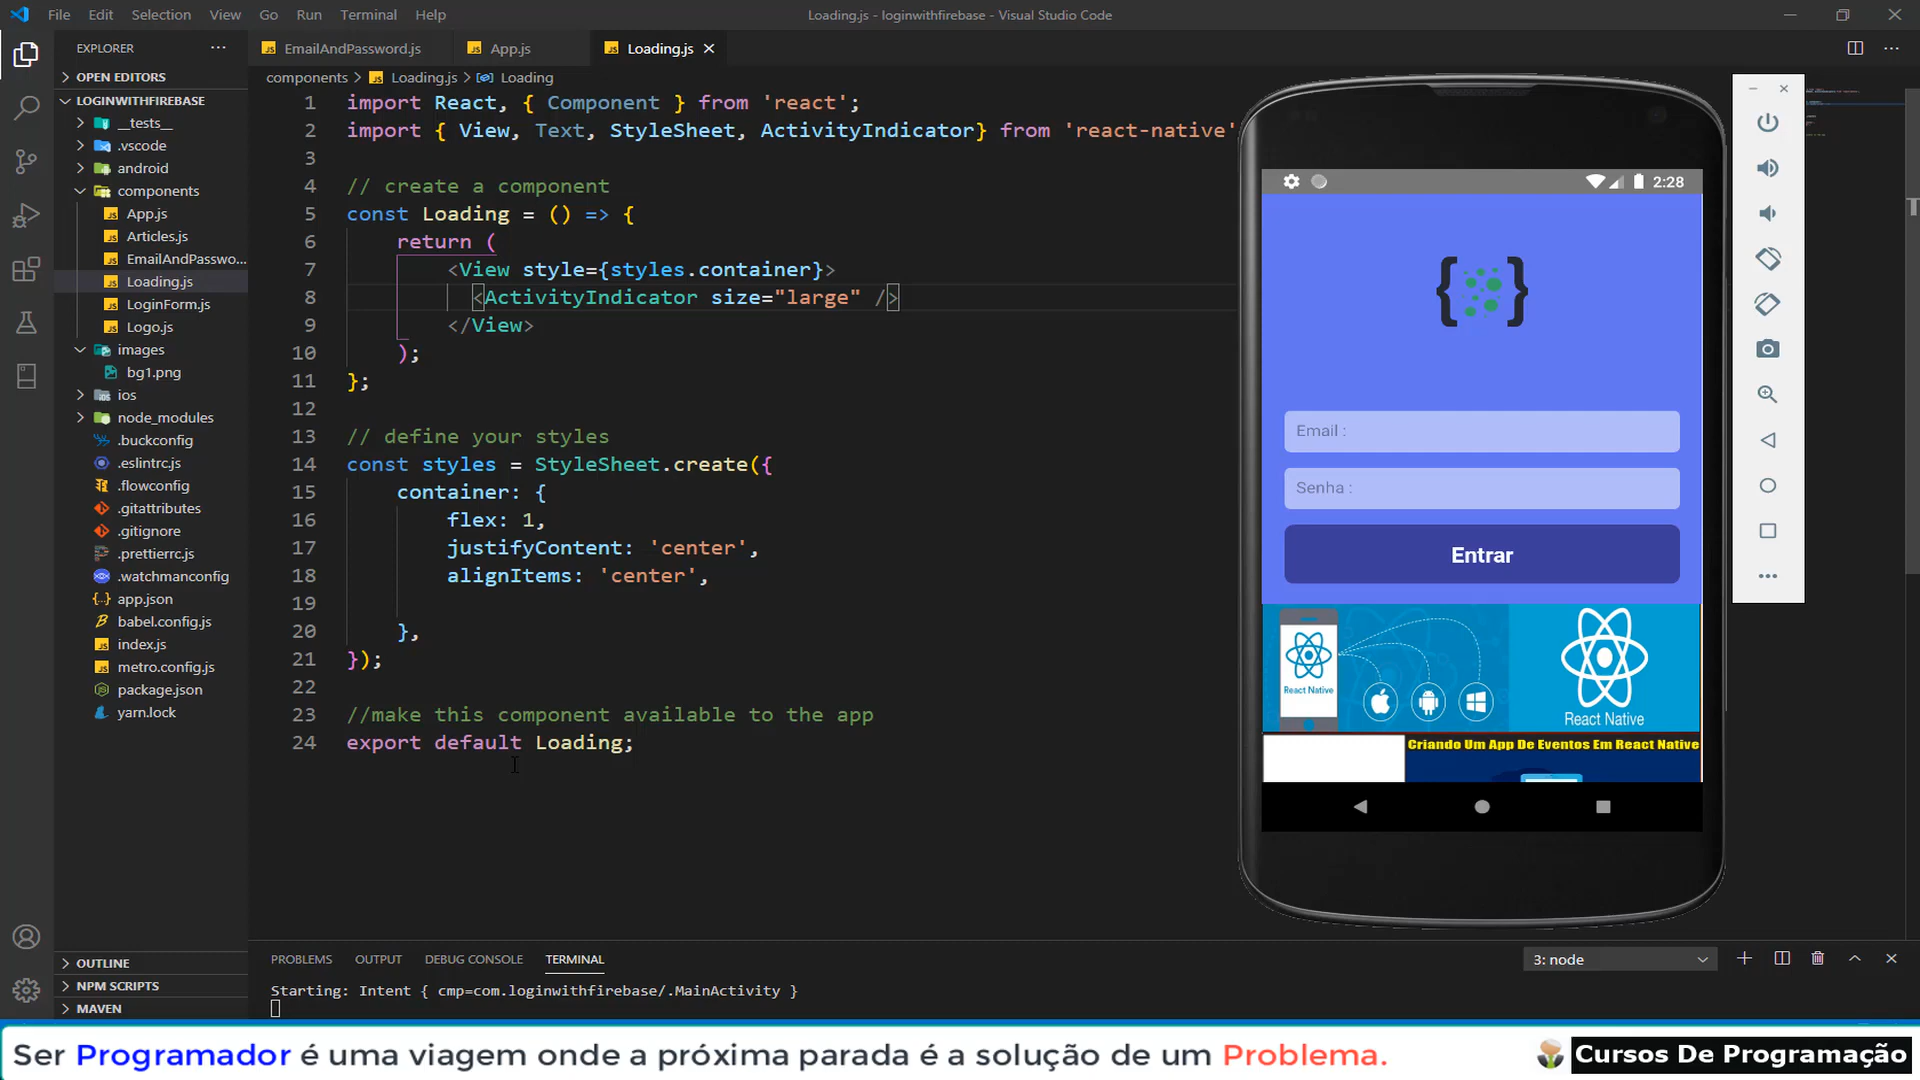 File Edit Selection View Go Run Terminal Help
Loading.js - loginwithfirebase - Visual Studio Code
EXPLORER
OPEN EDITORS
LOGINWITHFIREBASE
__tests__
.vscode
android
components
App.js
Articles.js
EmailAndPasswo...
Loading.js
LoginForm.js
Logo.js
images
bg1.png
ios
node_modules
.buckconfig
.eslintrc.js
.flowconfig
.gitattributes
.gitignore
.prettierrc.js
.watchmanconfig
app.json
babel.config.js
index.js
metro.config.js
package.json
yarn.lock
OUTLINE
NPM SCRIPTS
MAVEN
EmailAndPassword.js App.js Loading.js
components > Loading.js > Loading
1 import React, { Component } from 'react';
2 import { View, Text, StyleSheet, ActivityIndicator} from 'react-native'
3
4 // create a component
5 const Loading = () => {
6 return (
7 <View style={styles.container}>
8 <ActivityIndicator size="large" />
9 </View>
10 );
11 };
12
13 // define your styles
14 const styles = StyleSheet.create({
15 container: {
16 flex: 1,
17 justifyContent: 'center',
18 alignItems: 'center',
19
20 },
21 });
22
23 //make this component available to the app
24 export default Loading;
2:28
Email :
Senha :
Entrar
React Native
React Native
Criando Um App De Eventos Em React Native
PROBLEMS OUTPUT DEBUG CONSOLE TERMINAL
3: node
Starting: Intent { cmp=com.loginwithfirebase/.MainActivity }
Ser Programador é uma viagem onde a próxima parada é a solução de um Problema.
Cursos De Programação